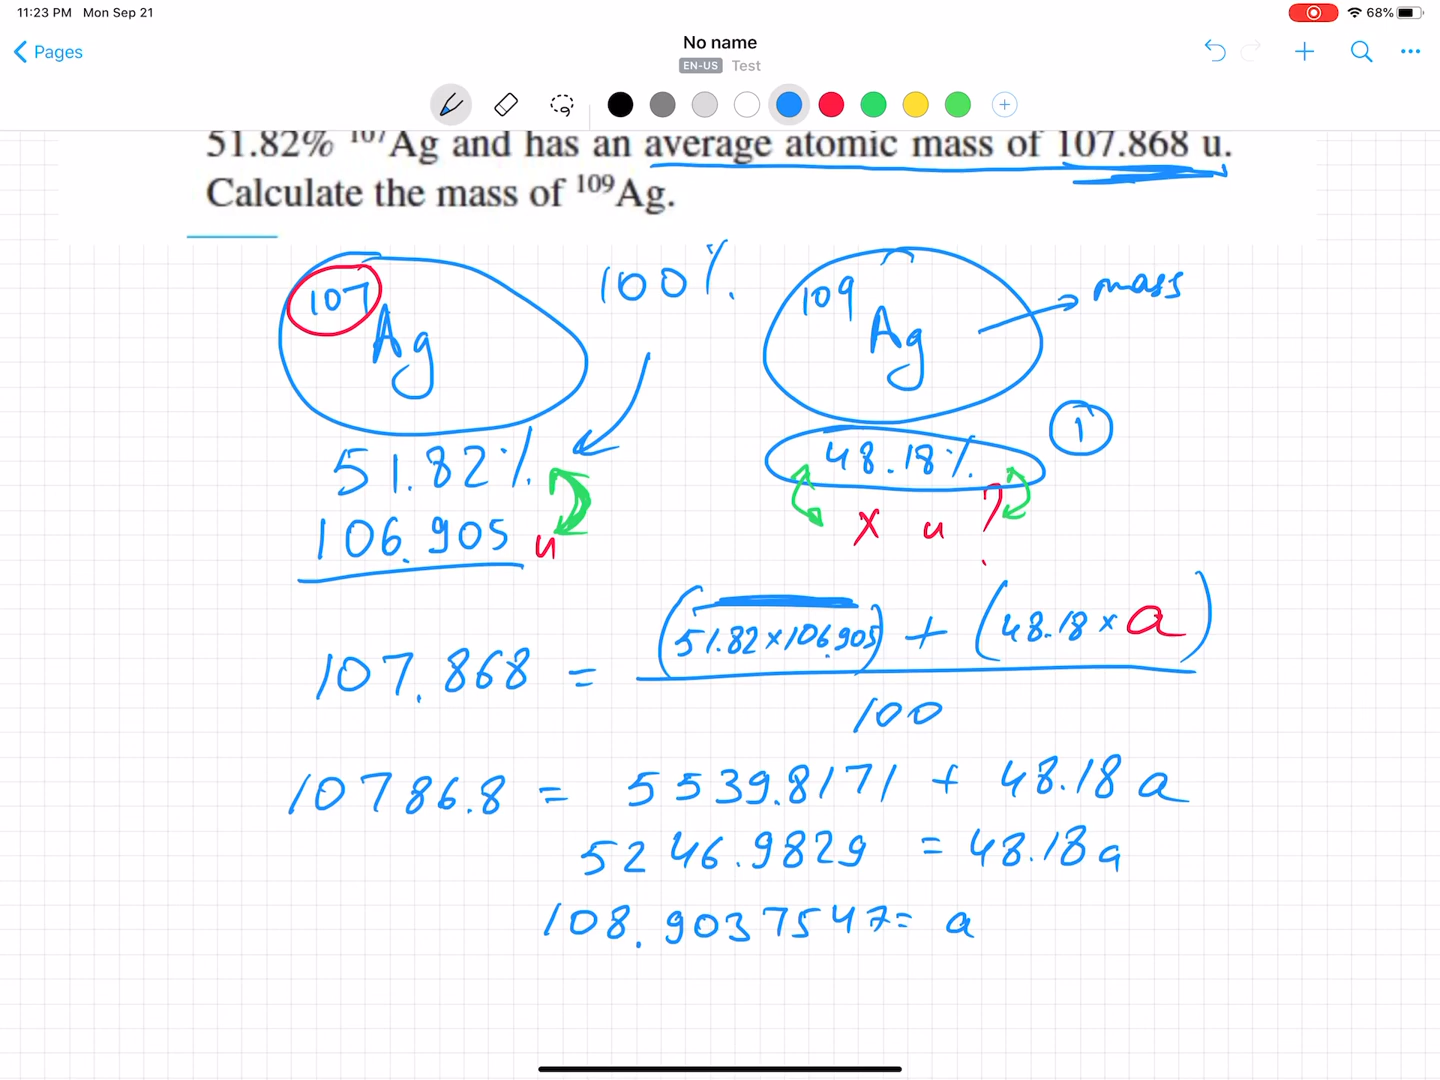 11:23 PM Mon Sep 21 68%
Pages
No name
EN-US Test
51.82% ¹⁰⁷Ag and has an average atomic mass of 107.868 u.
Calculate the mass of ¹⁰⁹Ag.
107 Ag 100% 109 Ag mass
51.82% 48.18% 1
106.905 u x u ?
107.868 = (51.82×106.905) + (48.18×a)
100
10786.8 = 5539.8171 + 48.18a
5246.9829 = 48.18a
108.9037547= a